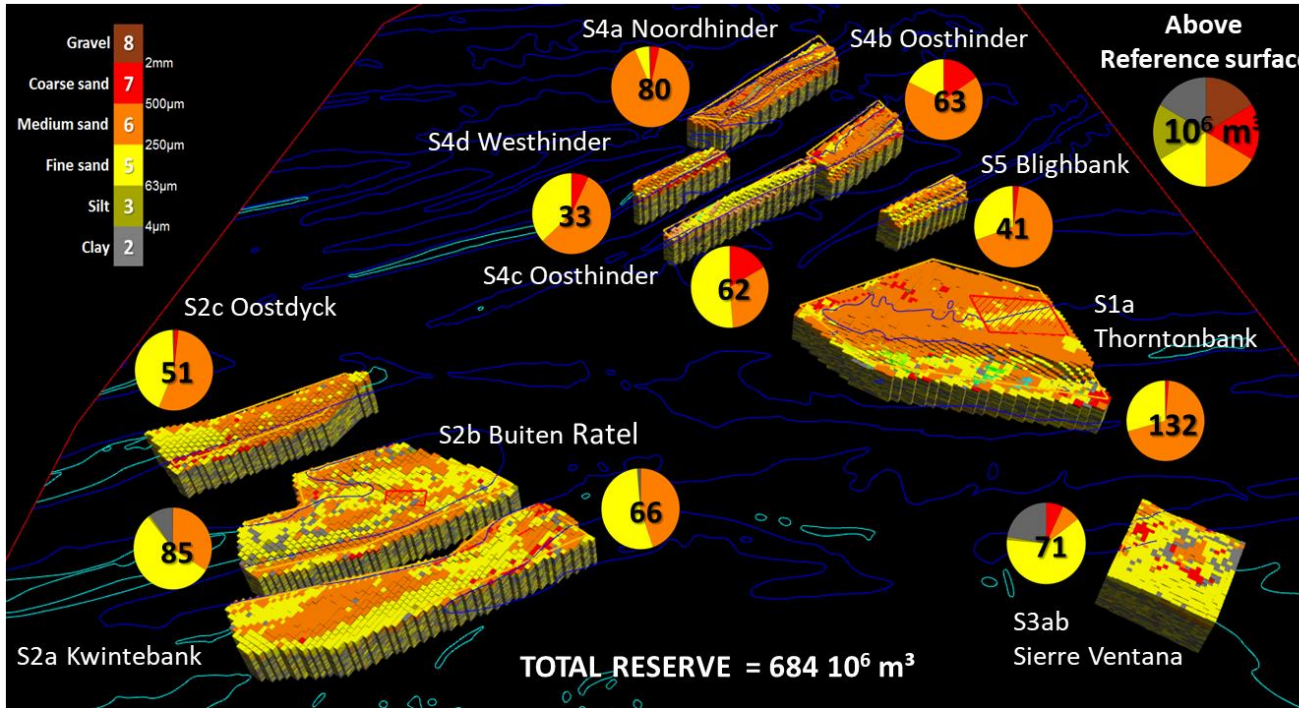 Gravel 8
2mm
Coarse sand 7
500µm
Medium sand 6
250µm
Fine sand 5
63µm
Silt 3
4µm
Clay 2
S4a Noordhinder
80
S4b Oosthinder
63
Above
Reference surface
10⁶ m³
S4d Westhinder
33
S5 Blighbank
41
S4c Oosthinder
62
S2c Oostdyck
51
S1a
Thorntonbank
132
S2b Buiten Ratel
66
85
S2a Kwintebank
71
S3ab
Sierre Ventana
TOTAL RESERVE = 684 10⁶ m³